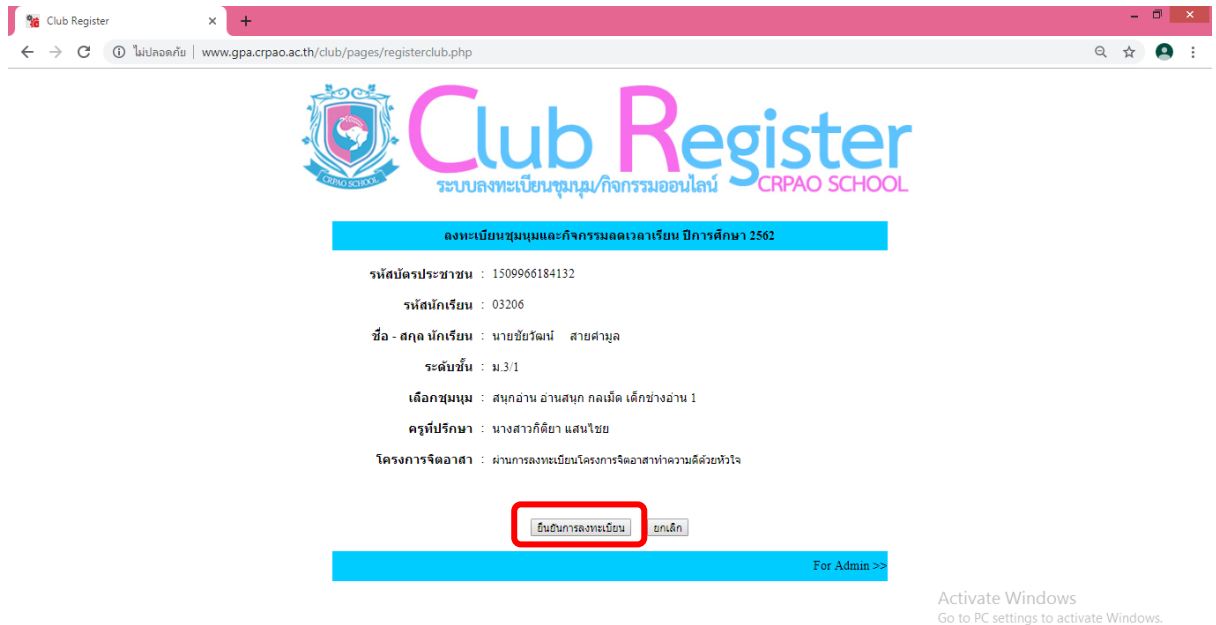 Club Register
ไม่ปลอดภัย | www.gpa.crpao.ac.th/club/pages/registerclub.php
CRPAO SCHOOL
Club Register
ระบบลงทะเบียนชุมนุม/กิจกรรมออนไลน์ CRPAO SCHOOL
ลงทะเบียนชุมนุมและกิจกรรมลดเวลาเรียน ปีการศึกษา 2562
รหัสบัตรประชาชน : 1509966184132
รหัสนักเรียน : 03206
ชื่อ - สกุล นักเรียน : นายชัยวัฒน์ สายศามูล
ระดับชั้น : ม.3/1
เลือกชุมนุม : สนุกอ่าน อ่านสนุก กลเม็ด เด็กช่างอ่าน 1
ครูที่ปรึกษา : นางสาวกิติยา แสนไชย
โครงการจิตอาสา : ผ่านการลงทะเบียนโครงการจิตอาสาทำความดีด้วยหัวใจ
ยืนยันการลงทะเบียน ยกเลิก
For Admin >>
Activate Windows
Go to PC settings to activate Windows.